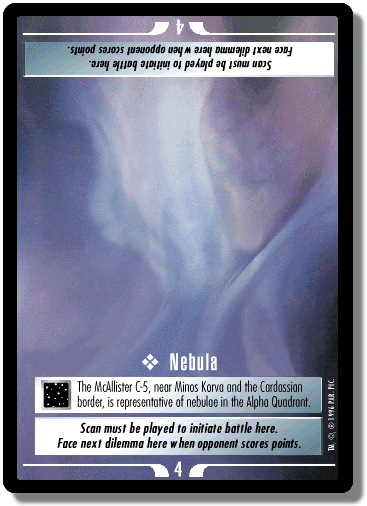 4
Scan must be played to initiate battle here.
Face next dilemma here when opponent scores points.
❖ Nebula
The McAllister C-5, near Minos Korva and the Cardassian
border, is representative of nebulae in the Alpha Quadrant.
Scan must be played to initiate battle here.
Face next dilemma here when opponent scores points.
4
TM, ©, ® 1996 PAR. PIC.